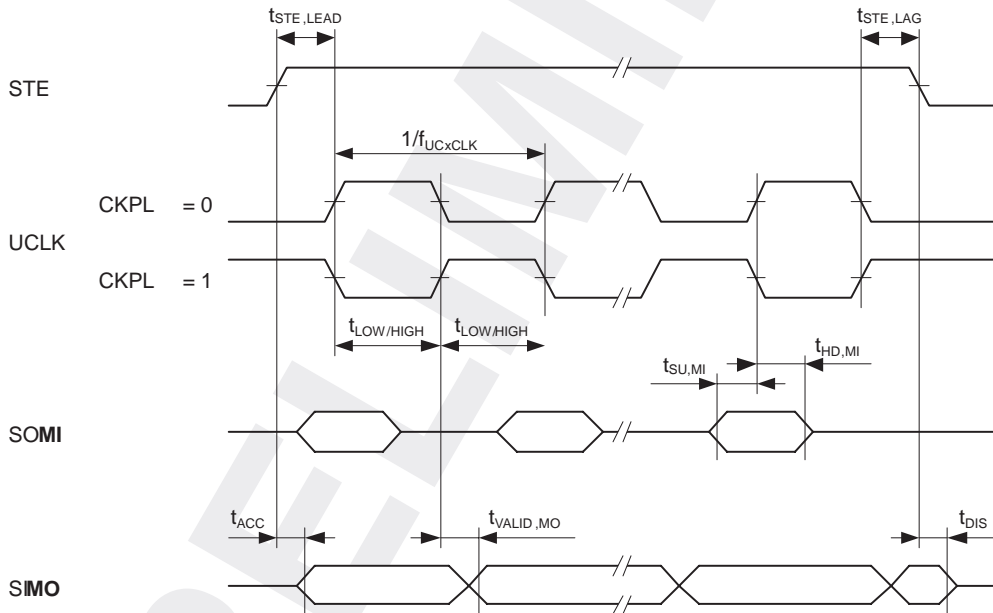 tSTE,LEAD
tSTE,LAG
STE
1/fUCxCLK
CKPL = 0
UCLK
CKPL = 1
tLOW/HIGH tLOW/HIGH
tSU,MI tHD,MI
SOMI
tACC tVALID,MO tDIS
SIMO